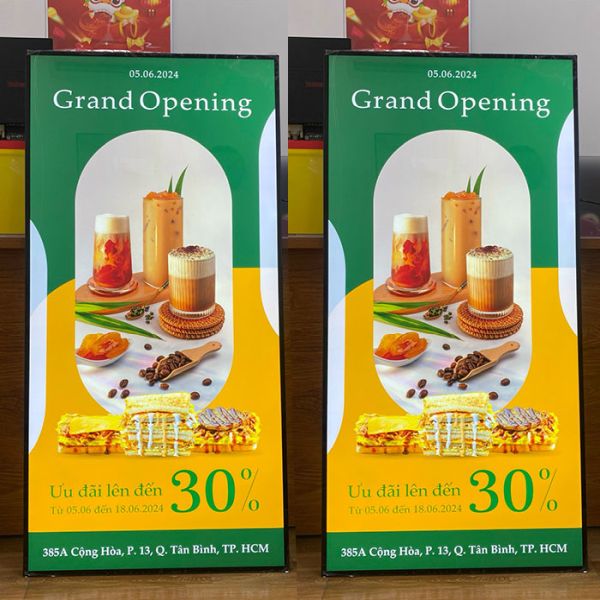 05.06.2024
Grand Opening
Ưu đãi lên đến 30%
Từ 05.06 đến 18.06.2024
385A Cộng Hòa, P. 13, Q. Tân Bình, TP. HCM
05.06.2024
Grand Opening
Ưu đãi lên đến 30%
Từ 05.06 đến 18.06.2024
385A Cộng Hòa, P. 13, Q. Tân Bình, TP. HCM